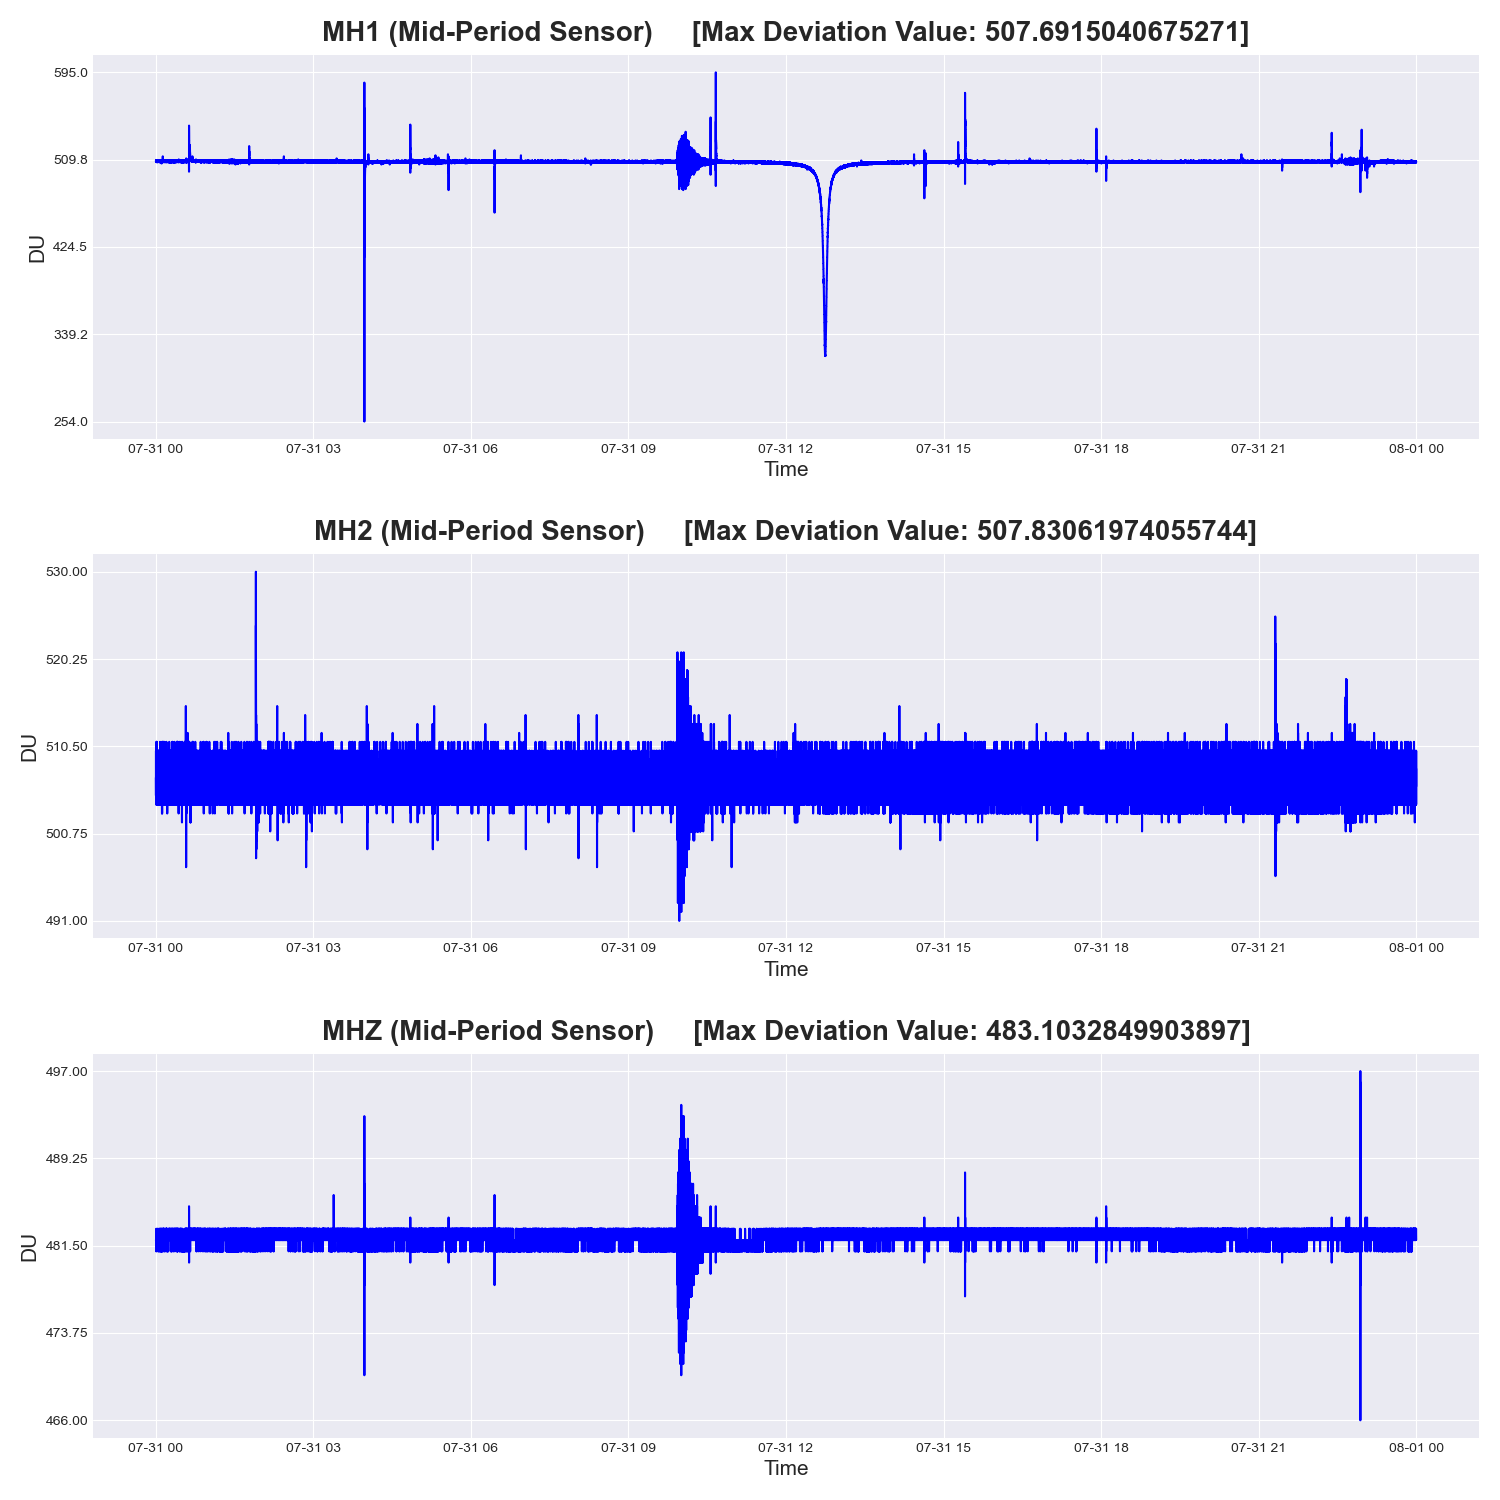 MH1 (Mid-Period Sensor) [Max Deviation Value: 507.6915040675271]
595.0
509.8
424.5
339.2
254.0
DU
07-31 00 07-31 03 07-31 06 07-31 09 07-31 12 07-31 15 07-31 18 07-31 21 08-01 00
Time
MH2 (Mid-Period Sensor) [Max Deviation Value: 507.83061974055744]
530.00
520.25
510.50
500.75
491.00
DU
07-31 00 07-31 03 07-31 06 07-31 09 07-31 12 07-31 15 07-31 18 07-31 21 08-01 00
Time
MHZ (Mid-Period Sensor) [Max Deviation Value: 483.1032849903897]
497.00
489.25
481.50
473.75
466.00
DU
07-31 00 07-31 03 07-31 06 07-31 09 07-31 12 07-31 15 07-31 18 07-31 21 08-01 00
Time